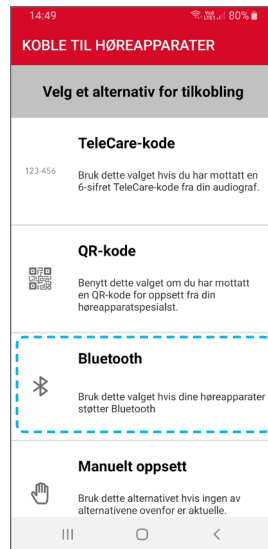 14:49
80%
KOBLE TIL HØREAPPARATER
Velg et alternativ for tilkobling
TeleCare-kode
123-456
Bruk dette valget hvis du har mottatt en
6-sifret TeleCare-kode fra din audiograf.
QR-kode
Benytt dette valget om du har mottatt
en QR-kode for oppsett fra din
høreapparatspesialst.
Bluetooth
Bruk dette valget hvis dine høreapparater
støtter Bluetooth
Manuelt oppsett
Bruk dette alternativet hvis ingen av
alternativene ovenfor er aktuelle.